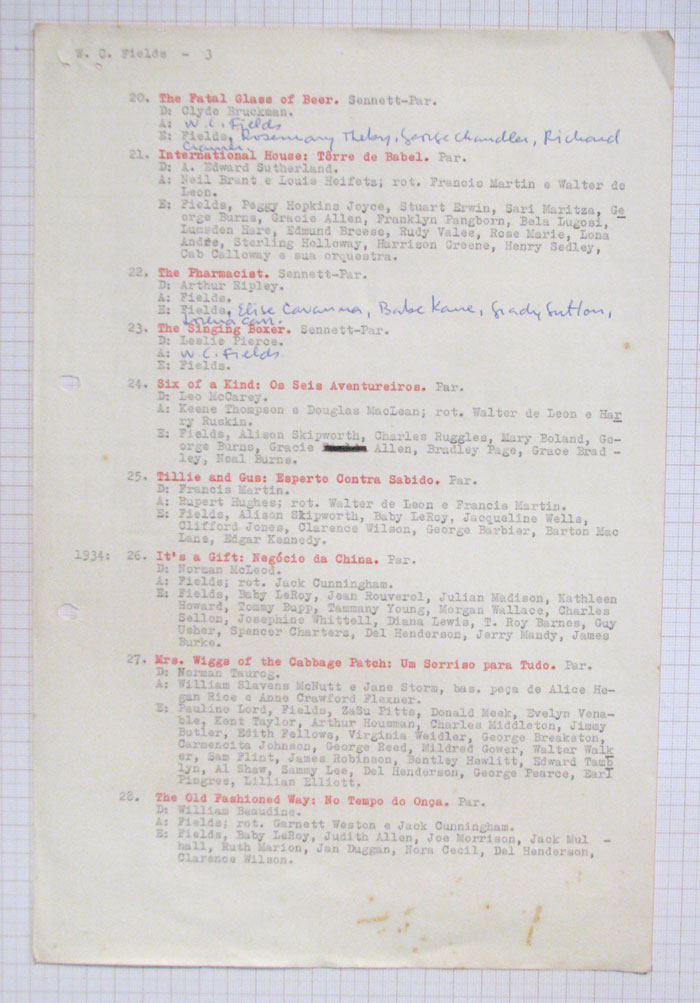 W. C. Fields - 3
20. The Fatal Glass of Beer. Sennett-Par.
D: Clyde Bruckman.
A: W.C. Fields
E: Fields, Rosemary Theby, George Chandler, Richard
Cramer.
21. International House: Tôrre de Babel. Par.
D: A. Edward Sutherland.
A: Neil Brant e Louis Heifets; rot. Francis Martin e Walter de
Leon.
E: Fields, Peggy Hopkins Joyce, Stuart Erwin, Sari Maritza, Ge
orge Burns, Gracie Allen, Franklyn Pangborn, Bela Lugosi,
Lumsden Hare, Edmund Breese, Rudy Valee, Rose Marie, Lona
Andre, Sterling Holloway, Harrison Greene, Henry Sedley,
Cab Calloway e sua orquestra.
22. The Pharmacist. Sennett-Par.
D: Arthur Ripley.
A: Fields.
E: Fields, Elise Cavanna, Babe Kane, Grady Sutton,
Lorena Carr.
23. The Singing Boxer. Sennett-Par.
D: Leslie Pierce.
A: W.C. Fields
E: Fields.
24. Six of a Kind: Os Seis Aventureiros. Par.
D: Leo McCarey.
A: Keene Thompson e Douglas MacLean; rot. Walter de Leon e Har
ry Ruskin.
E: Fields, Alison Skipworth, Charles Ruggles, Mary Boland, Ge-
orge Burns, Gracie Allen, Bradley Page, Grace Brad -
ley, Neal Burns.
25. Tillie and Gus: Esperto Contra Sabido. Par.
D: Francis Martin.
A: Rupert Hughes; rot. Walter de Leon e Francis Martin.
E: Fields, Alison Skipworth, Baby LeRoy, Jacqueline Wells,
Clifford Jones, Clarence Wilson, George Barbier, Barton Mac
Lane, Edgar Kennedy.
1934: 26. It's a Gift: Negócio da China. Par.
D: Norman McLeod.
A: Fields; rot. Jack Cunningham.
E: Fields, Baby LeRoy, Jean Rouverol, Julian Madison, Kathleen
Howard, Tommy Bupp, Tammany Young, Morgan Wallace, Charles
Sellon, Josephine Whittell, Diana Lewis, T. Roy Barnes, Guy
Usher, Spencer Charters, Del Henderson, Jerry Mandy, James
Burke.
27. Mrs. Wiggs of the Cabbage Patch: Um Sorriso para Tudo. Par.
D: Norman Taurog.
A: William Slavens McNutt e Jane Storm, bas. peça de Alice He-
gan Rice e Anne Crawford Flexner.
E: Pauline Lord, Fields, ZaSu Pitts, Donald Meek, Evelyn Vena-
ble, Kent Taylor, Arthur Housman, Charles Middleton, Jimmy
Butler, Edith Fellows, Virginia Weidler, George Breakston,
Carmencita Johnson, George Reed, Mildred Gower, Walter Walk
er, Sam Flint, James Robinson, Bentley Hewlitt, Edward Tamb
lyn, Al Shaw, Sammy Lee, Del Henderson, George Pearce, Earl
Pingree, Lillian Elliott.
28. The Old Fashioned Way: No Tempo do Onça. Par.
D: William Beaudine.
A: Fields; rot. Garnett Weston e Jack Cunningham.
E: Fields, Baby LeRoy, Judith Allen, Joe Morrison, Jack Mul -
hall, Ruth Marion, Jan Duggan, Nora Cecil, Del Henderson,
Clarence Wilson.